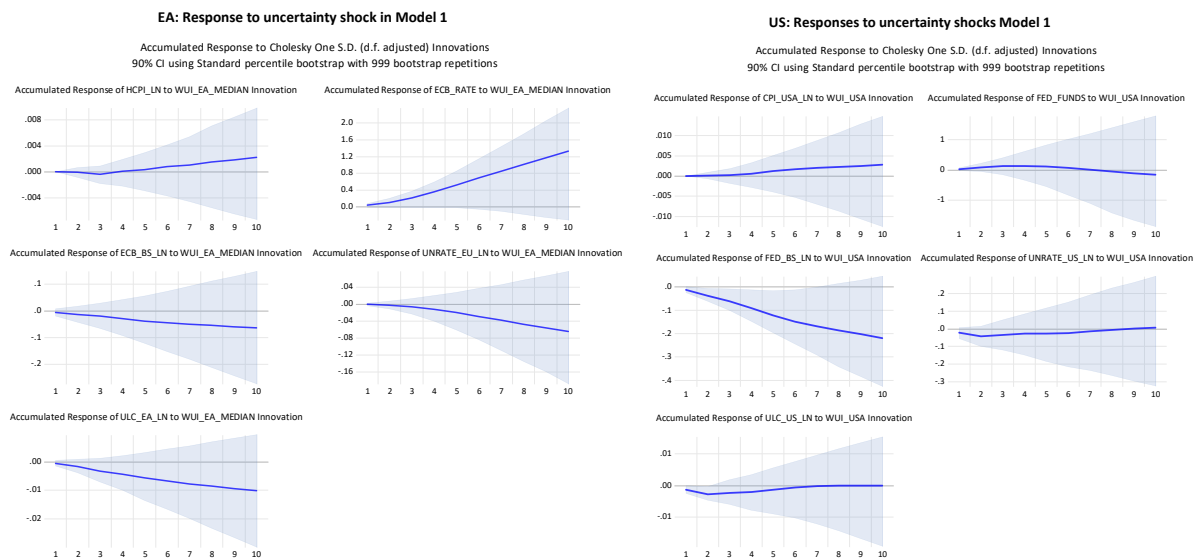 EA: Response to uncertainty shock in Model 1
Accumulated Response to Cholesky One S.D. (d.f. adjusted) Innovations
90% CI using Standard percentile bootstrap with 999 bootstrap repetitions
Accumulated Response of HCPI_LN to WUI_EA_MEDIAN Innovation
.008
.004
.000
-.004
1 2 3 4 5 6 7 8 9 10
Accumulated Response of ECB_RATE to WUI_EA_MEDIAN Innovation
2.0
1.6
1.2
0.8
0.4
0.0
1 2 3 4 5 6 7 8 9 10
Accumulated Response of ECB_BS_LN to WUI_EA_MEDIAN Innovation
.1
.0
-.1
-.2
1 2 3 4 5 6 7 8 9 10
Accumulated Response of UNRATE_EU_LN to WUI_EA_MEDIAN Innovation
.04
.00
-.04
-.08
-.12
-.16
1 2 3 4 5 6 7 8 9 10
Accumulated Response of ULC_EA_LN to WUI_EA_MEDIAN Innovation
.00
-.01
-.02
1 2 3 4 5 6 7 8 9 10
US: Responses to uncertainty shocks Model 1
Accumulated Response to Cholesky One S.D. (d.f. adjusted) Innovations
90% CI using Standard percentile bootstrap with 999 bootstrap repetitions
Accumulated Response of CPI_USA_LN to WUI_USA Innovation
.010
.005
.000
-.005
-.010
1 2 3 4 5 6 7 8 9 10
Accumulated Response of FED_FUNDS to WUI_USA Innovation
1
0
-1
1 2 3 4 5 6 7 8 9 10
Accumulated Response of FED_BS_LN to WUI_USA Innovation
.0
-.1
-.2
-.3
-.4
1 2 3 4 5 6 7 8 9 10
Accumulated Response of UNRATE_US_LN to WUI_USA Innovation
.2
.1
.0
-.1
-.2
-.3
1 2 3 4 5 6 7 8 9 10
Accumulated Response of ULC_US_LN to WUI_USA Innovation
.01
.00
-.01
1 2 3 4 5 6 7 8 9 10